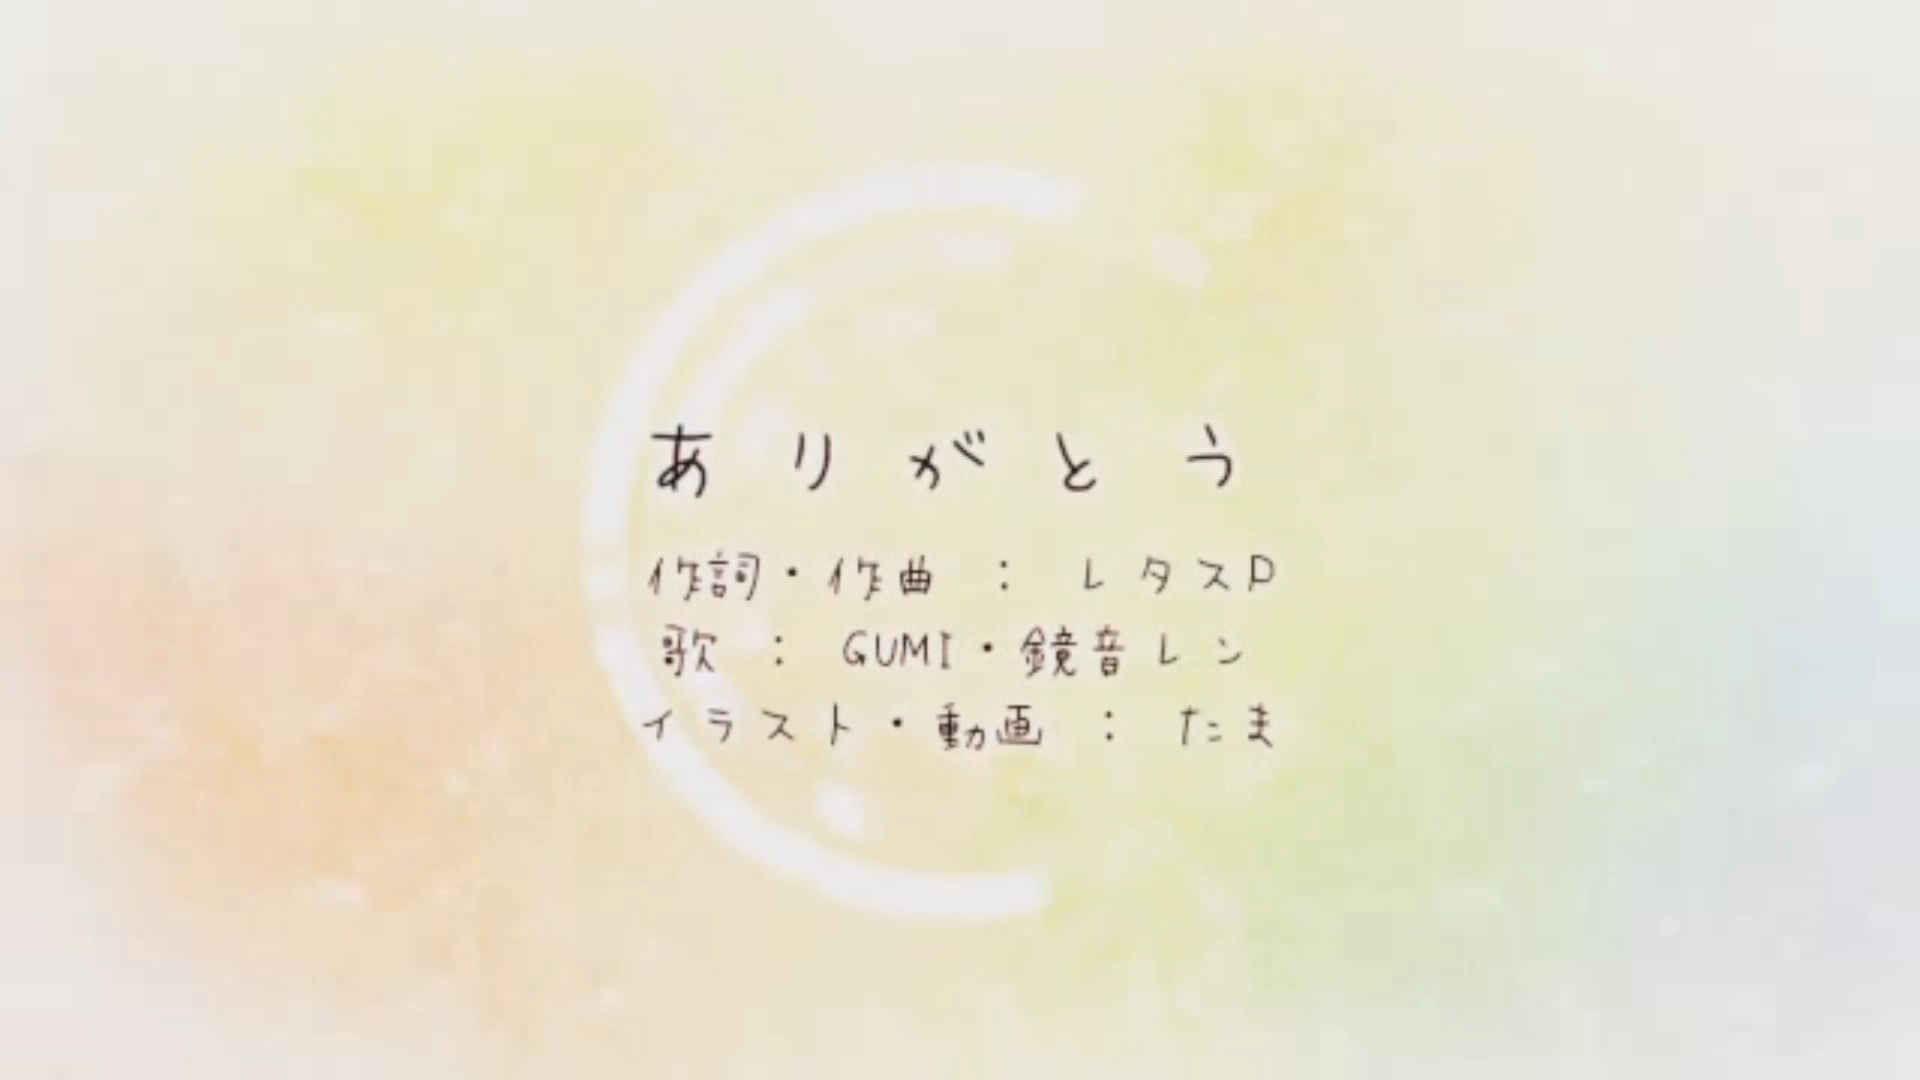 ありがとう
作詞・作曲 : レタスP
歌 : GUMI・鏡音レン
イラスト・動画 : たま